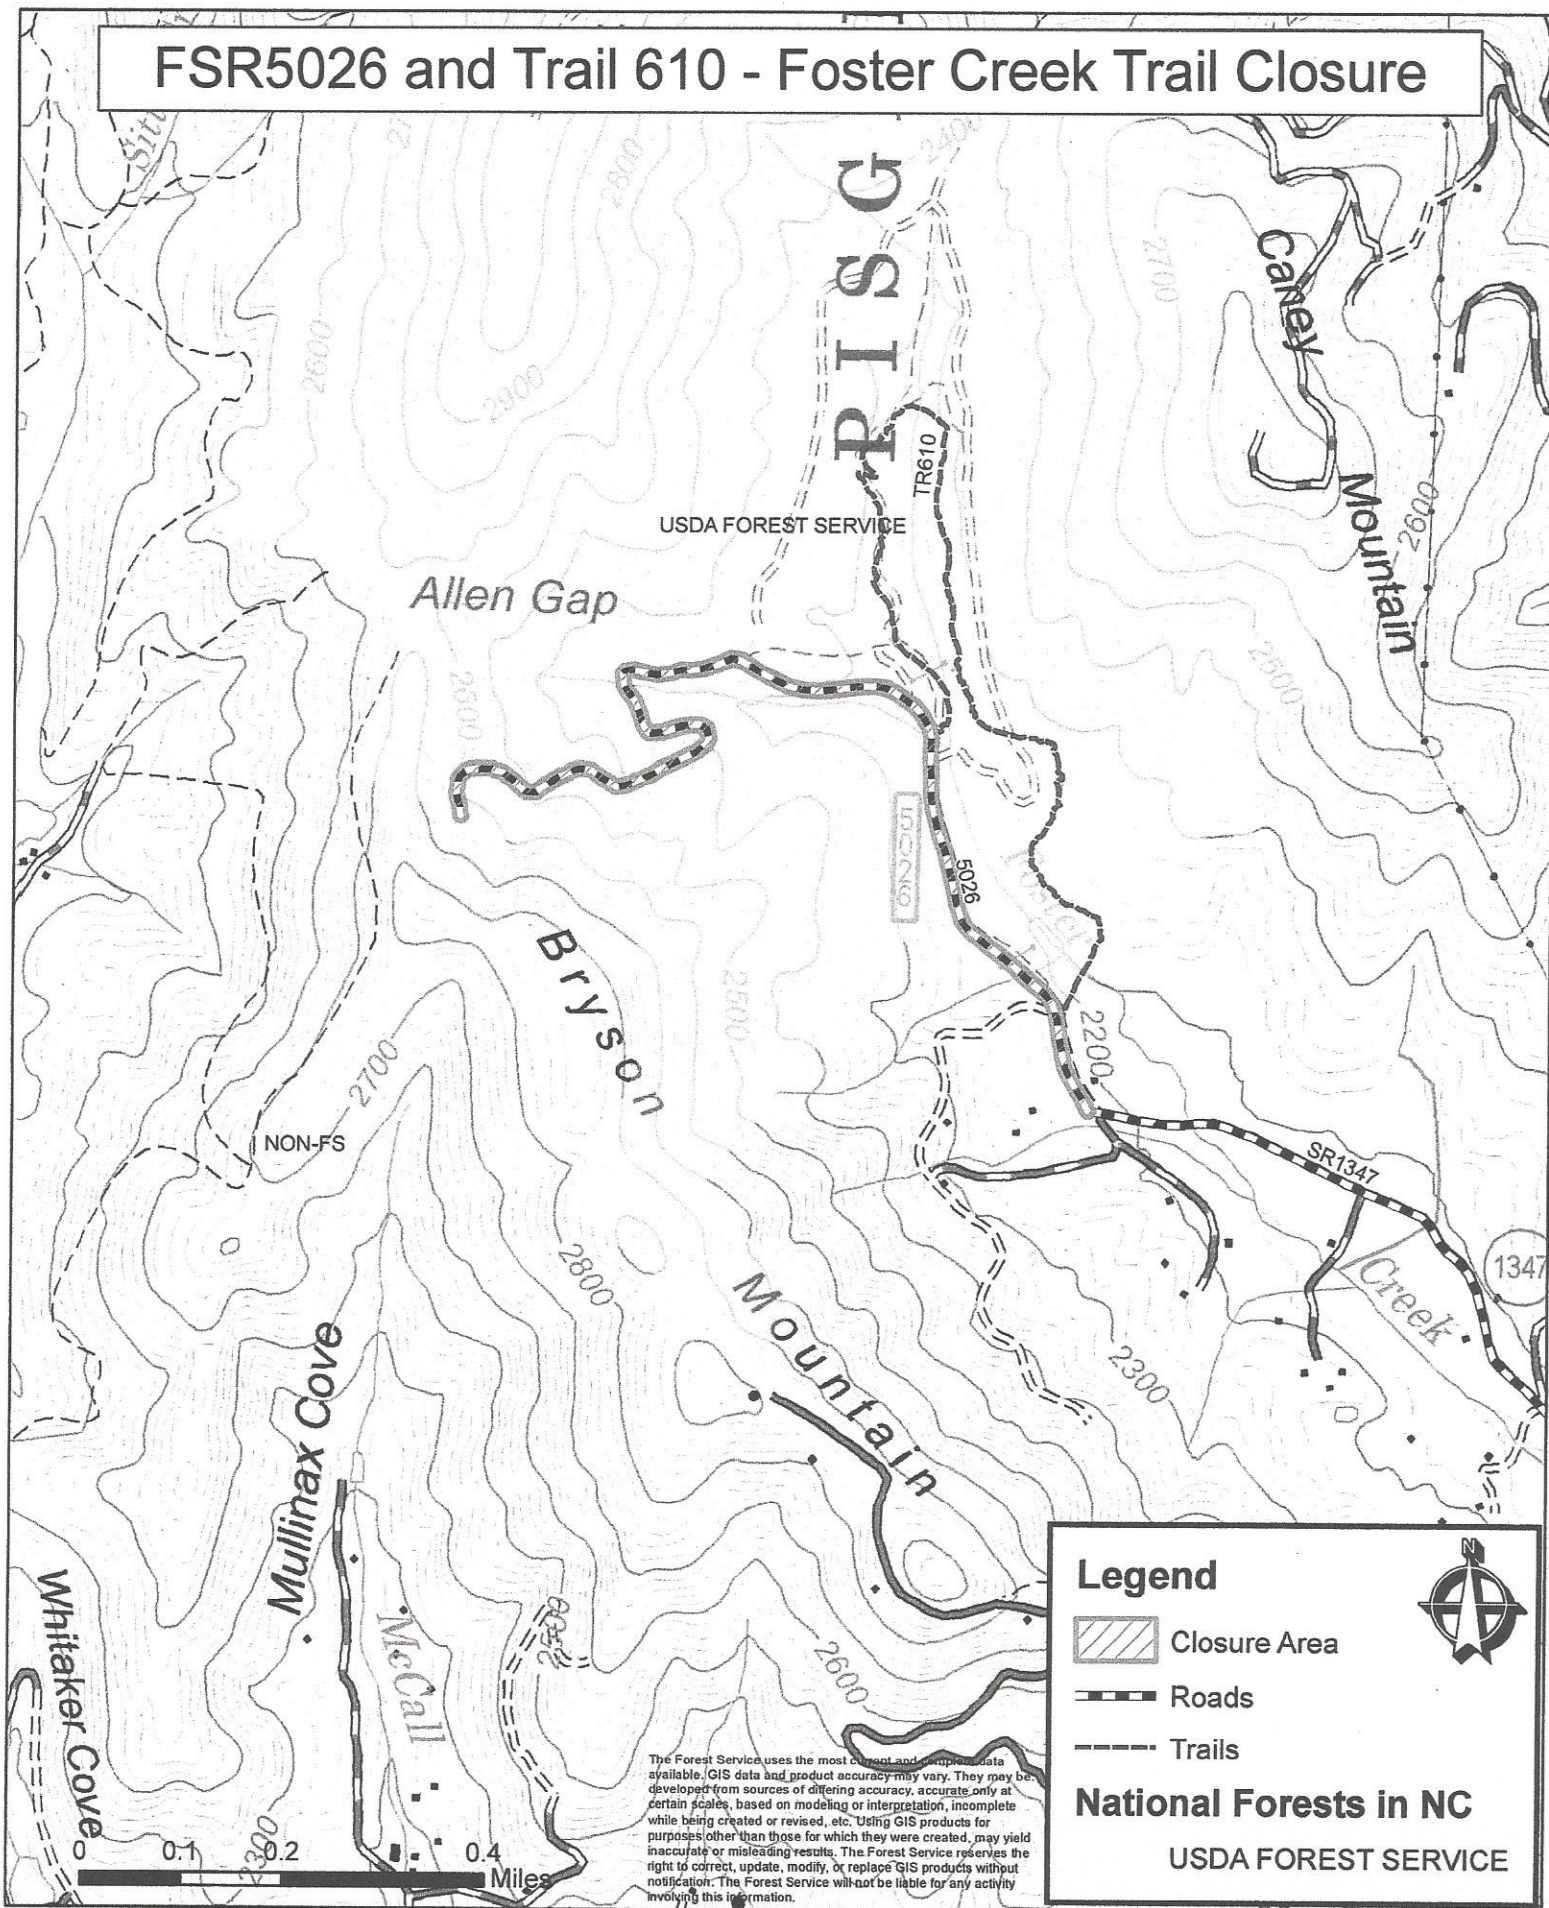 FSR5026 and Trail 610 - Foster Creek Trail Closure
2400
2800
PISG
2700
Caney
2600
2900
TR610
Mountain
2600
USDA FOREST SERVICE
Allen Gap
2500
2600
5026
5026
Bryson
2500
2200
2700
NON-FS
SR1347
1347
2800
Creek
Mountain
2300
Mullinax Cove
Whitaker Cove
McCall
2500
2600
2300
Legend
N
Closure Area
Roads
Trails
National Forests in NC
USDA FOREST SERVICE
The Forest Service uses the most current and complete data
available. GIS data and product accuracy may vary. They may be
developed from sources of differing accuracy, accurate only at
certain scales, based on modeling or interpretation, incomplete
while being created or revised, etc. Using GIS products for
purposes other than those for which they were created, may yield
inaccurate or misleading results. The Forest Service reserves the
right to correct, update, modify, or replace GIS products without
notification. The Forest Service will not be liable for any activity
involving this information.
0 0.1 0.2 0.4
Miles